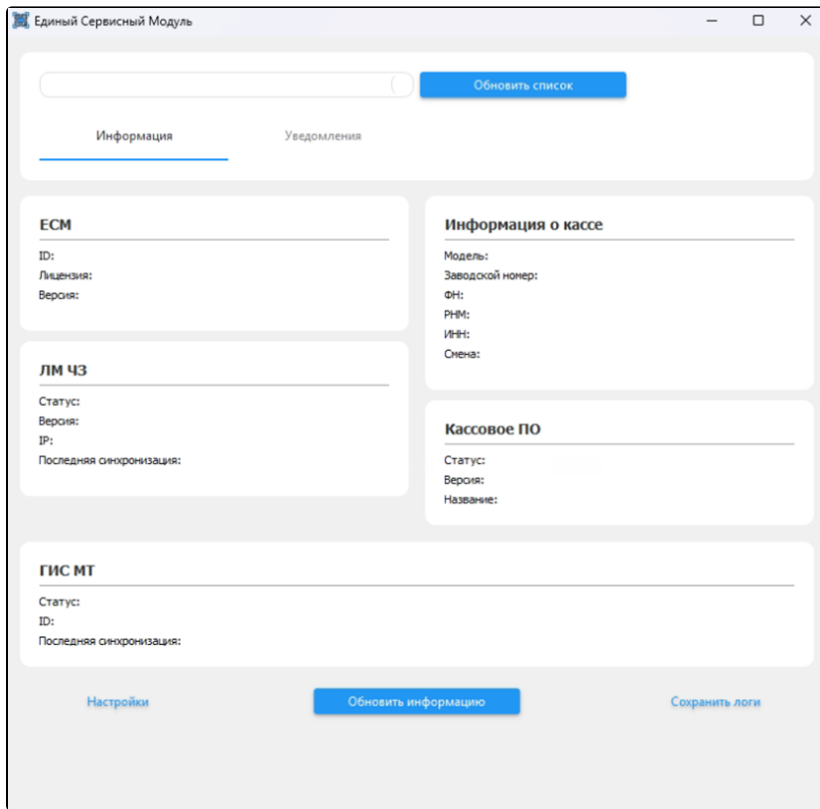 Единый Сервисный Модуль
Обновить список
Информация
Уведомления
ЕСМ
ID:
Лицензия:
Версия:
Информация о кассе
Модель:
Заводской номер:
ФН:
РНМ:
ИНН:
Смена:
ЛМ ЧЗ
Статус:
Версия:
IP:
Последняя синхронизация:
Кассовое ПО
Статус:
Версия:
Название:
ГИС МТ
Статус:
ID:
Последняя синхронизация:
Настройки
Обновить информацию
Сохранить логи